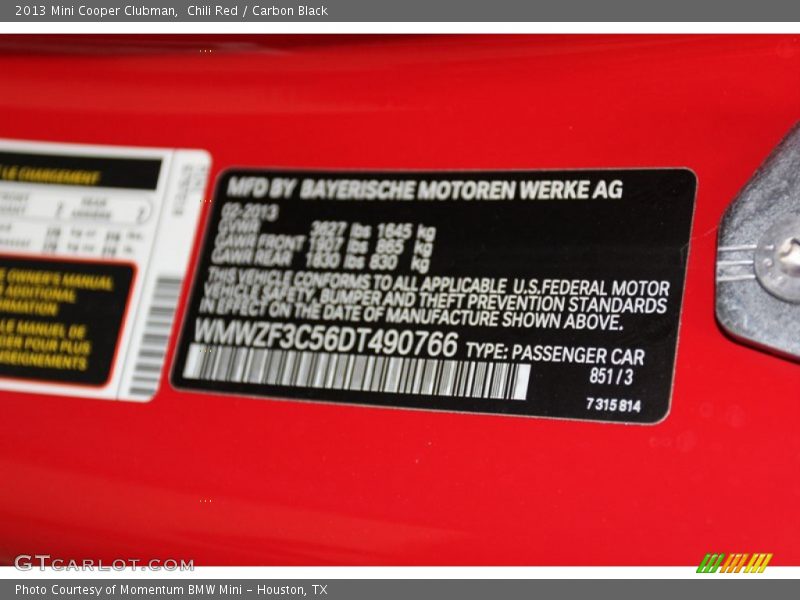 2013 Mini Cooper Clubman, Chili Red / Carbon Black
LE CHARGEMENT
OWNER'S MANUAL
ADDITIONAL
LE MANUEL DE
POUR PLUS
MFD BY BAYERISCHE MOTOREN WERKE AG
02-2013
GVWR 3627 lbs 1645 kg
GAWR FRONT 1907 lbs 865 kg
GAWR REAR 1830 lbs 830 kg
THIS VEHICLE CONFORMS TO ALL APPLICABLE U.S.FEDERAL MOTOR
VEHICLE SAFETY, BUMPER AND THEFT PREVENTION STANDARDS
IN EFFECT ON THE DATE OF MANUFACTURE SHOWN ABOVE.
WMWZF3C56DT490766 TYPE: PASSENGER CAR
851/3
7 315 814
GTCARLOT.COM
Photo Courtesy of Momentum BMW Mini - Houston, TX